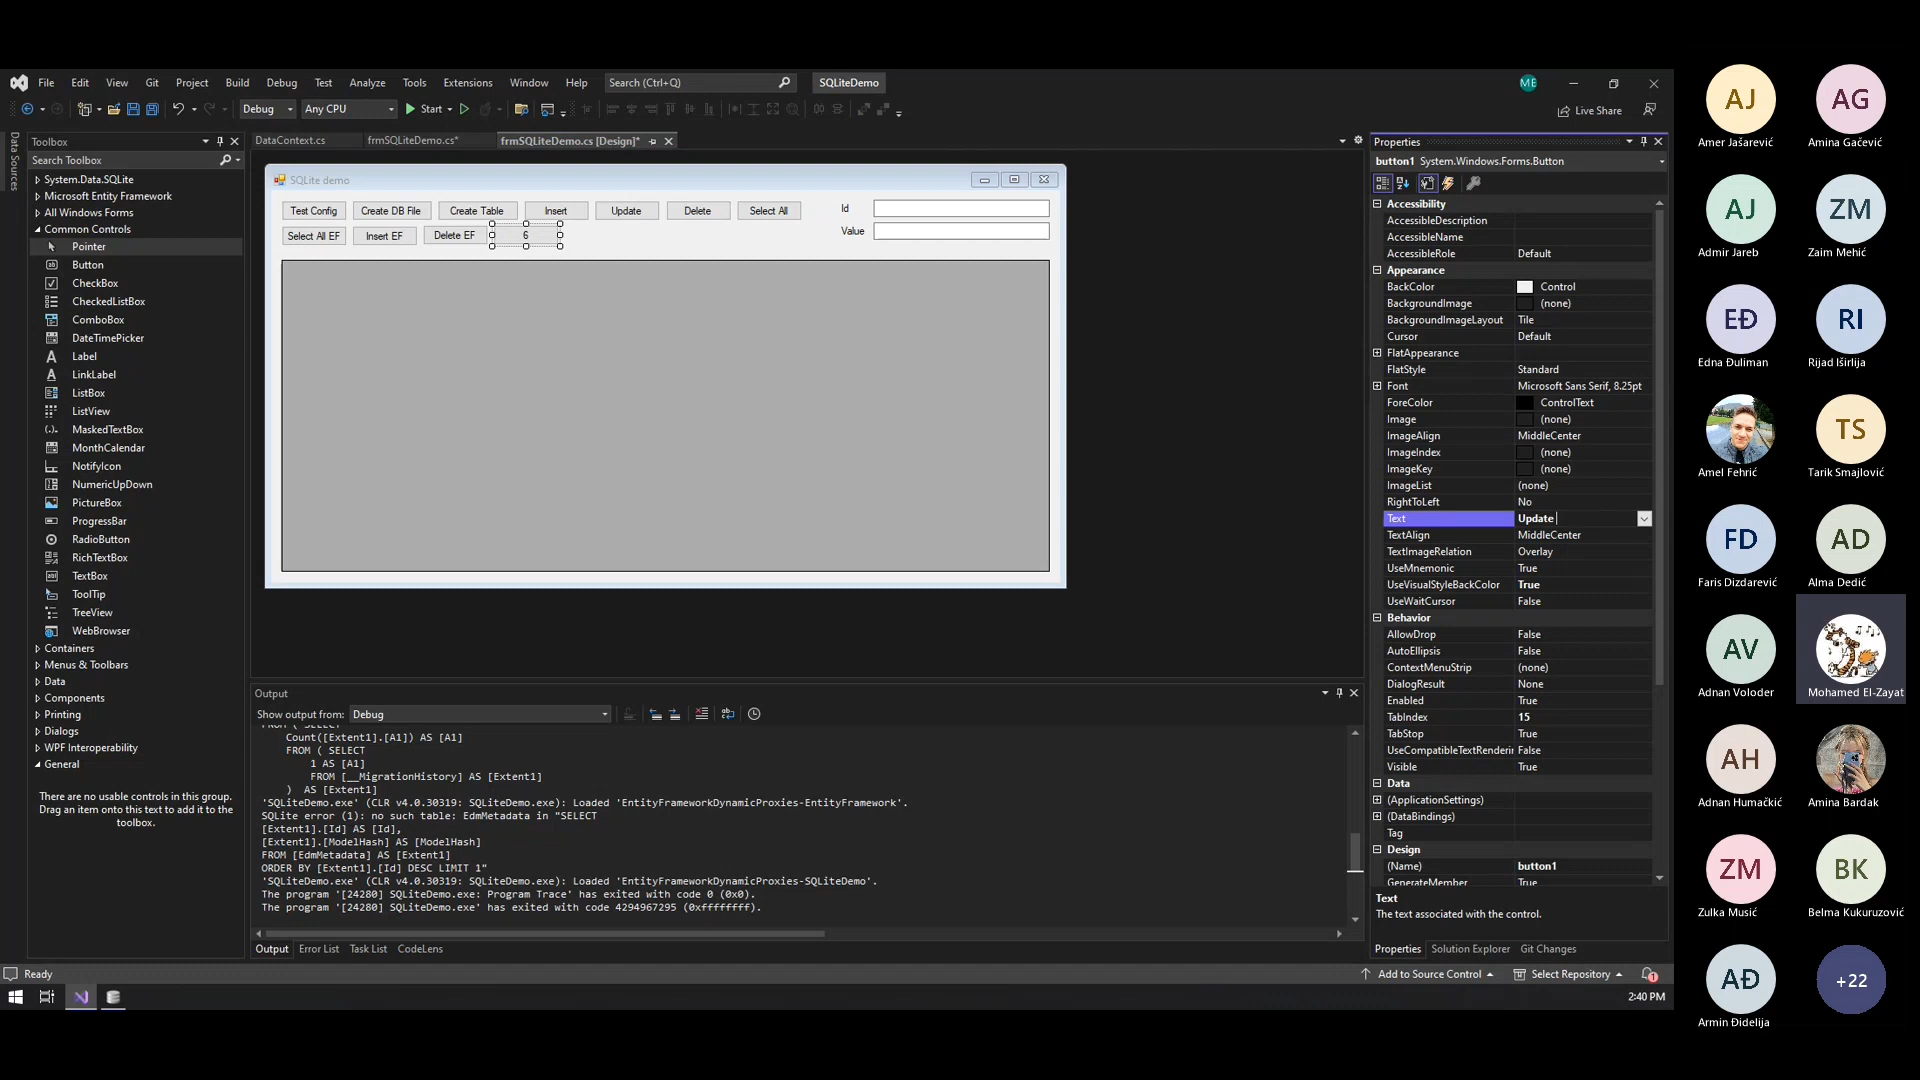 File Edit View Git Project Build Debug Test Analyze Tools Extensions Window Help Search (Ctrl+Q) SQLiteDemo ME
Debug Any CPU Start Live Share
Data Sources
Toolbox
Search Toolbox
System.Data.SQLite
Microsoft Entity Framework
All Windows Forms
Common Controls
Pointer
Button
CheckBox
CheckedListBox
ComboBox
DateTimePicker
Label
LinkLabel
ListBox
ListView
MaskedTextBox
MonthCalendar
NotifyIcon
NumericUpDown
PictureBox
ProgressBar
RadioButton
RichTextBox
TextBox
ToolTip
TreeView
WebBrowser
Containers
Menus & Toolbars
Data
Components
Printing
Dialogs
WPF Interoperability
General
There are no usable controls in this group.
Drag an item onto this text to add it to the
toolbox.
DataContext.cs frmSQLiteDemo.cs* frmSQLiteDemo.cs [Design]*
SQLite demo
Test Config Create DB File Create Table Insert Update Delete Select All Id
Select All EF Insert EF Delete EF 6 Value
Output
Show output from: Debug
FROM ( SELECT
Count([Extent1].[A1]) AS [A1]
FROM ( SELECT
1 AS [A1]
FROM [__MigrationHistory] AS [Extent1]
) AS [Extent1]
'SQLiteDemo.exe' (CLR v4.0.30319: SQLiteDemo.exe): Loaded 'EntityFrameworkDynamicProxies-EntityFramework'.
SQLite error (1): no such table: EdmMetadata in "SELECT
[Extent1].[Id] AS [Id],
[Extent1].[ModelHash] AS [ModelHash]
FROM [EdmMetadata] AS [Extent1]
ORDER BY [Extent1].[Id] DESC LIMIT 1"
'SQLiteDemo.exe' (CLR v4.0.30319: SQLiteDemo.exe): Loaded 'EntityFrameworkDynamicProxies-SQLiteDemo'.
The program '[24280] SQLiteDemo.exe: Program Trace' has exited with code 0 (0x0).
The program '[24280] SQLiteDemo.exe' has exited with code 4294967295 (0xffffffff).
Output Error List Task List CodeLens
Properties
button1 System.Windows.Forms.Button
Accessibility
AccessibleDescription
AccessibleName
AccessibleRole Default
Appearance
BackColor Control
BackgroundImage (none)
BackgroundImageLayout Tile
Cursor Default
FlatAppearance
FlatStyle Standard
Font Microsoft Sans Serif, 8.25pt
ForeColor ControlText
Image (none)
ImageAlign MiddleCenter
ImageIndex (none)
ImageKey (none)
ImageList (none)
RightToLeft No
Text Update
TextAlign MiddleCenter
TextImageRelation Overlay
UseMnemonic True
UseVisualStyleBackColor True
UseWaitCursor False
Behavior
AllowDrop False
AutoEllipsis False
ContextMenuStrip (none)
DialogResult None
Enabled True
TabIndex 15
TabStop True
UseCompatibleTextRenderin False
Visible True
Data
(ApplicationSettings)
(DataBindings)
Tag
Design
(Name) button1
GenerateMember True
Text
The text associated with the control.
Properties Solution Explorer Git Changes
Ready Add to Source Control Select Repository 1
2:40 PM
AJ AG
Amer Jašarević Amina Gačević
AJ ZM
Admir Jareb Zaim Mehić
EĐ RI
Edna Đuliman Rijad Iširlija
TS
Amel Fehrić Tarik Smajlović
FD AD
Faris Dizdarević Alma Dedić
AV
Adnan Voloder Mohamed El-Zayat
AH
Adnan Humačkić Amina Bardak
ZM BK
Zulka Musić Belma Kukuruzović
AĐ +22
Armin Đidelija